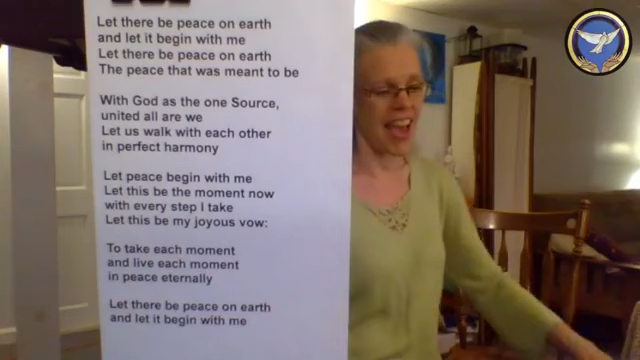 Let there be peace on earth
and let it begin with me
Let there be peace on earth
The peace that was meant to be
With God as the one Source,
united all are we
Let us walk with each other
in perfect harmony
Let peace begin with me
Let this be the moment now
with every step I take
Let this be my joyous vow:
To take each moment
and live each moment
in peace eternally
Let there be peace on earth
and let it begin with me